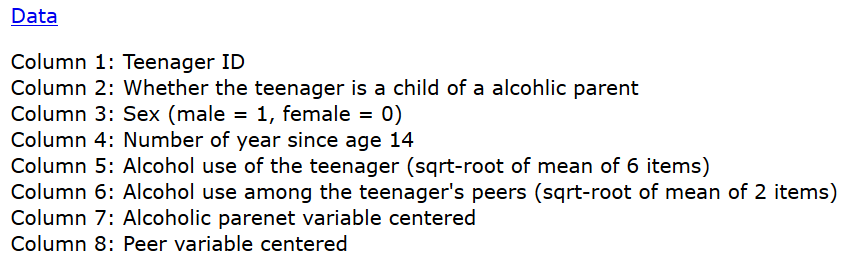 Data
Column 1: Teenager ID
Column 2: Whether the teenager is a child of a alcohlic parent
Column 3: Sex (male = 1, female = 0)
Column 4: Number of year since age 14
Column 5: Alcohol use of the teenager (sqrt-root of mean of 6 items)
Column 6: Alcohol use among the teenager's peers (sqrt-root of mean of 2 items)
Column 7: Alcoholic parenet variable centered
Column 8: Peer variable centered